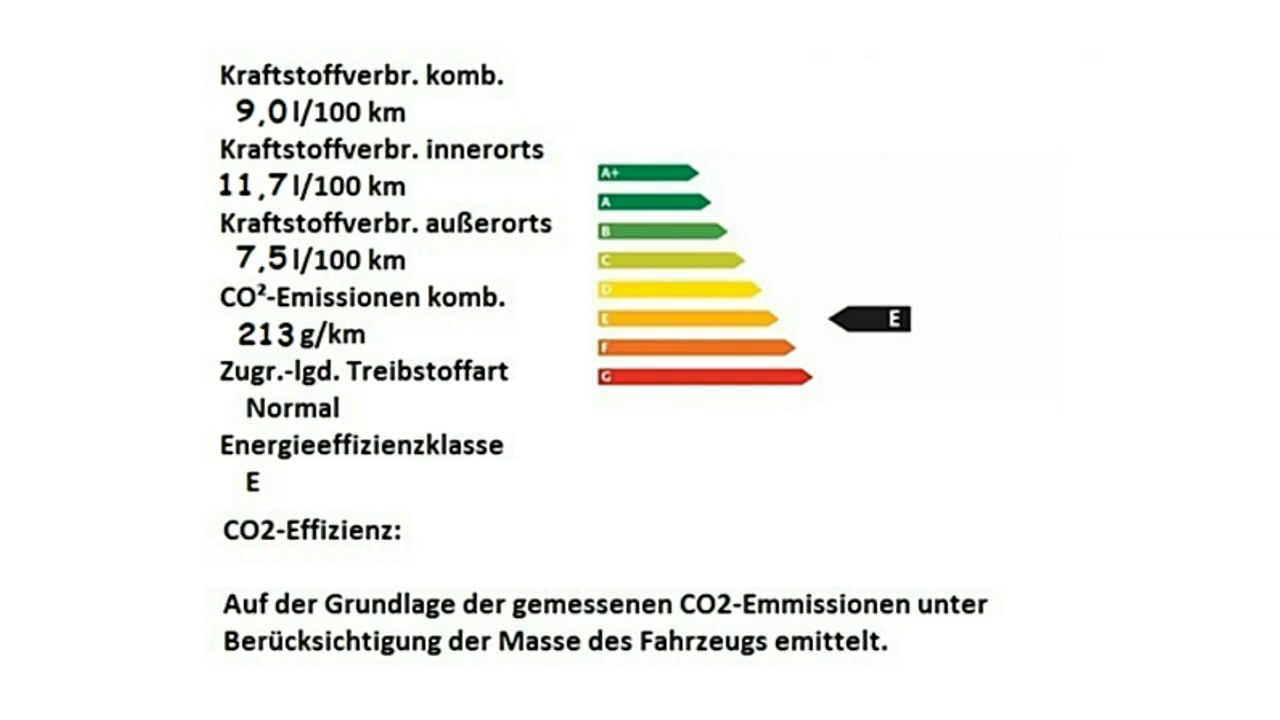 Kraftstoffverbr. komb.
9,0 l/100 km
Kraftstoffverbr. innerorts
11,7 l/100 km
Kraftstoffverbr. außerorts
7,5 l/100 km
CO²-Emissionen komb.
213 g/km
Zugr.-lgd. Treibstoffart
Normal
Energieeffizienzklasse
E
A+
A
B
C
D
E
E
F
G
CO2-Effizienz:
Auf der Grundlage der gemessenen CO2-Emmissionen unter
Berücksichtigung der Masse des Fahrzeugs emittelt.